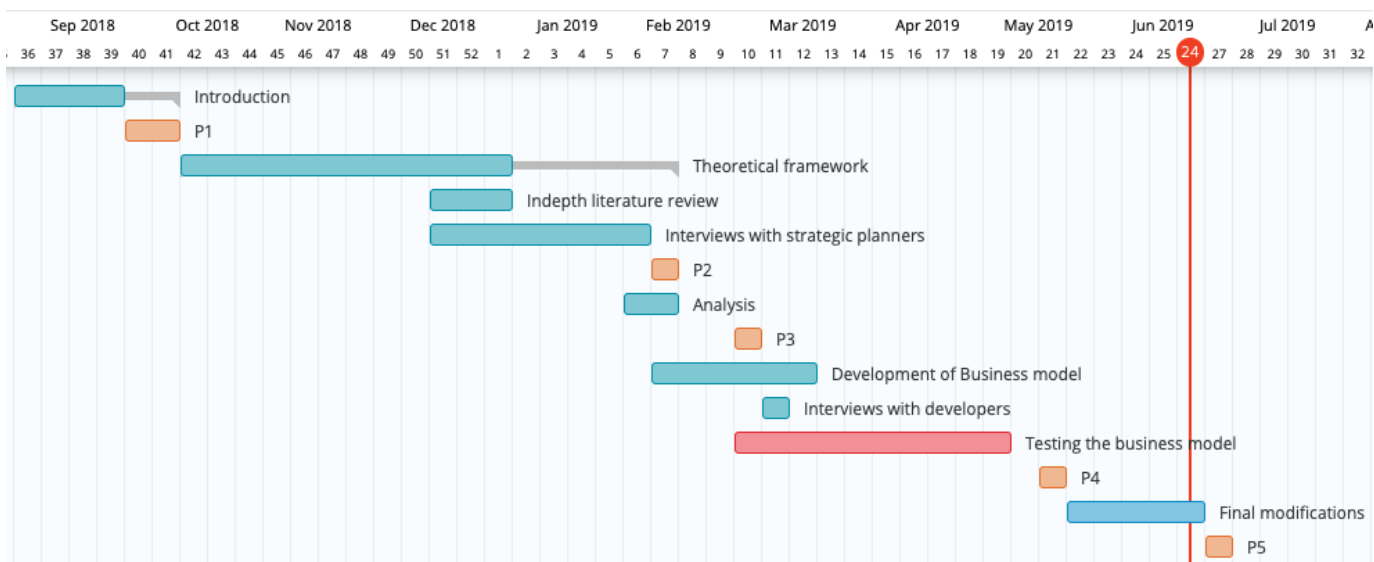 Sep 2018 Oct 2018 Nov 2018 Dec 2018 Jan 2019 Feb 2019 Mar 2019 Apr 2019 May 2019 Jun 2019 Jul 2019
36 37 38 39 40 41 42 43 44 45 46 47 48 49 50 51 52 1 2 3 4 5 6 7 8 9 10 11 12 13 14 15 16 17 18 19 20 21 22 23 24 25 24 27 28 29 30 31 32
Introduction
P1
Theoretical framework
Indepth literature review
Interviews with strategic planners
P2
Analysis
P3
Development of Business model
Interviews with developers
Testing the business model
P4
Final modifications
P5